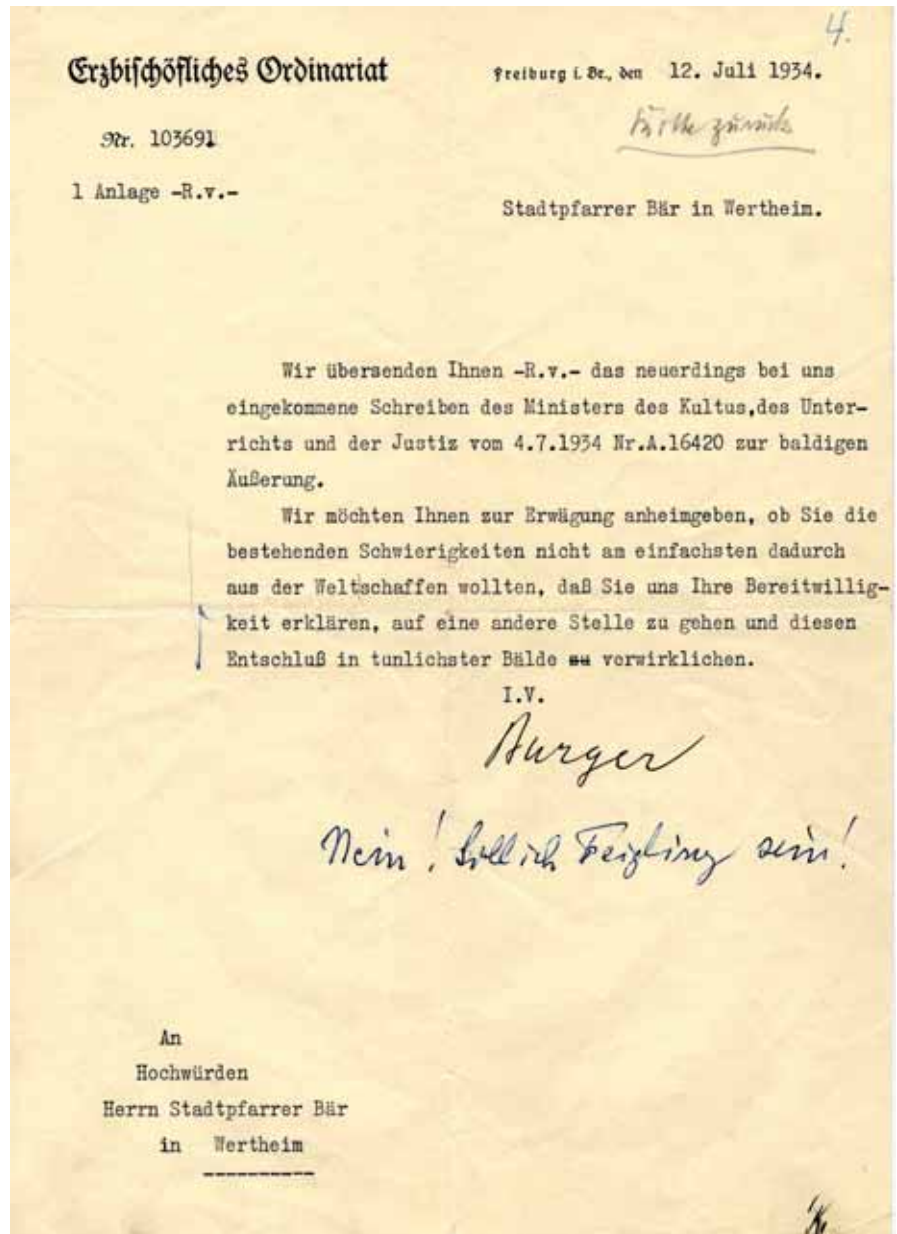 4.
Erzbischöfliches Ordinariat
Freiburg i. Br., den 12. Juli 1934.
Nr. 103691
zurück
1 Anlage -R.v.-
Stadtpfarrer Bär in Wertheim.
Wir übersenden Ihnen -R.v.- das neuerdings bei uns
eingekommene Schreiben des Ministers des Kultus,des Unter-
richts und der Justiz vom 4.7.1934 Nr.A.16420 zur baldigen
Äußerung.
Wir möchten Ihnen zur Erwägung anheimgeben, ob Sie die
bestehenden Schwierigkeiten nicht am einfachsten dadurch
aus der Welt schaffen wollten, daß Sie uns Ihre Bereitwillig-
keit erklären, auf eine andere Stelle zu gehen und diesen
Entschluß in tunlichster Bälde zu verwirklichen.
I.V.
Burger
Nein! Soll ich Feigling sein!
An
Hochwürden
Herrn Stadtpfarrer Bär
in Wertheim